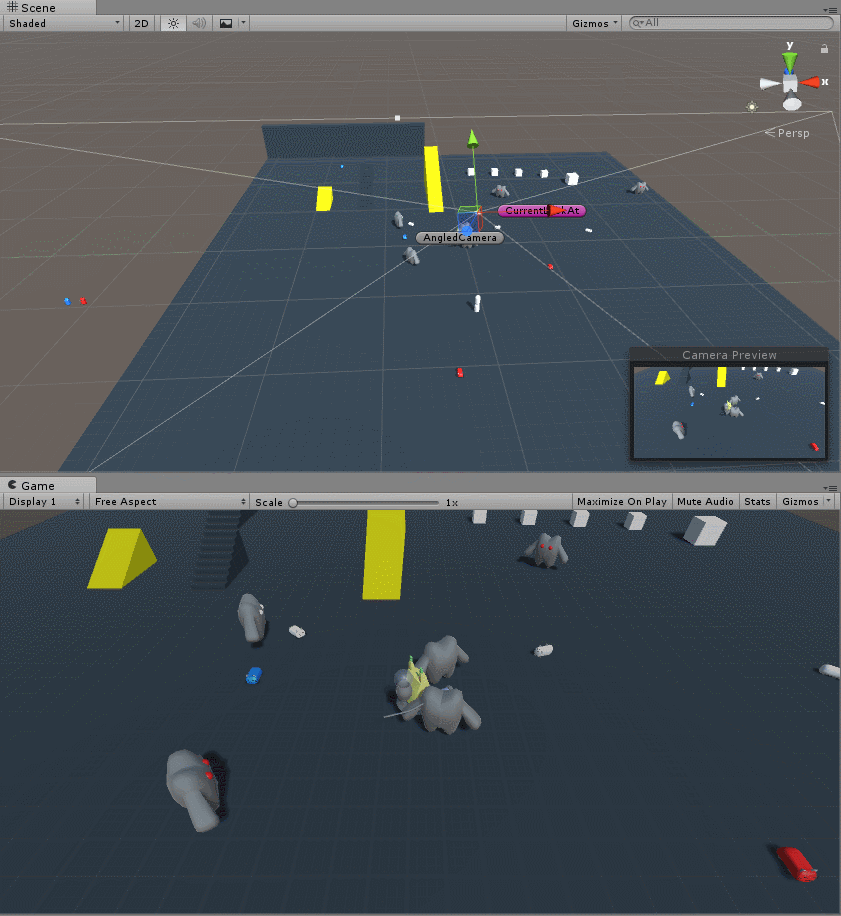 Scene
Shaded 2D Gizmos All
y
x
Persp
AngledCamera
Camera Preview
Game
Display 1 Free Aspect Scale 1x Maximize On Play Mute Audio Stats Gizmos